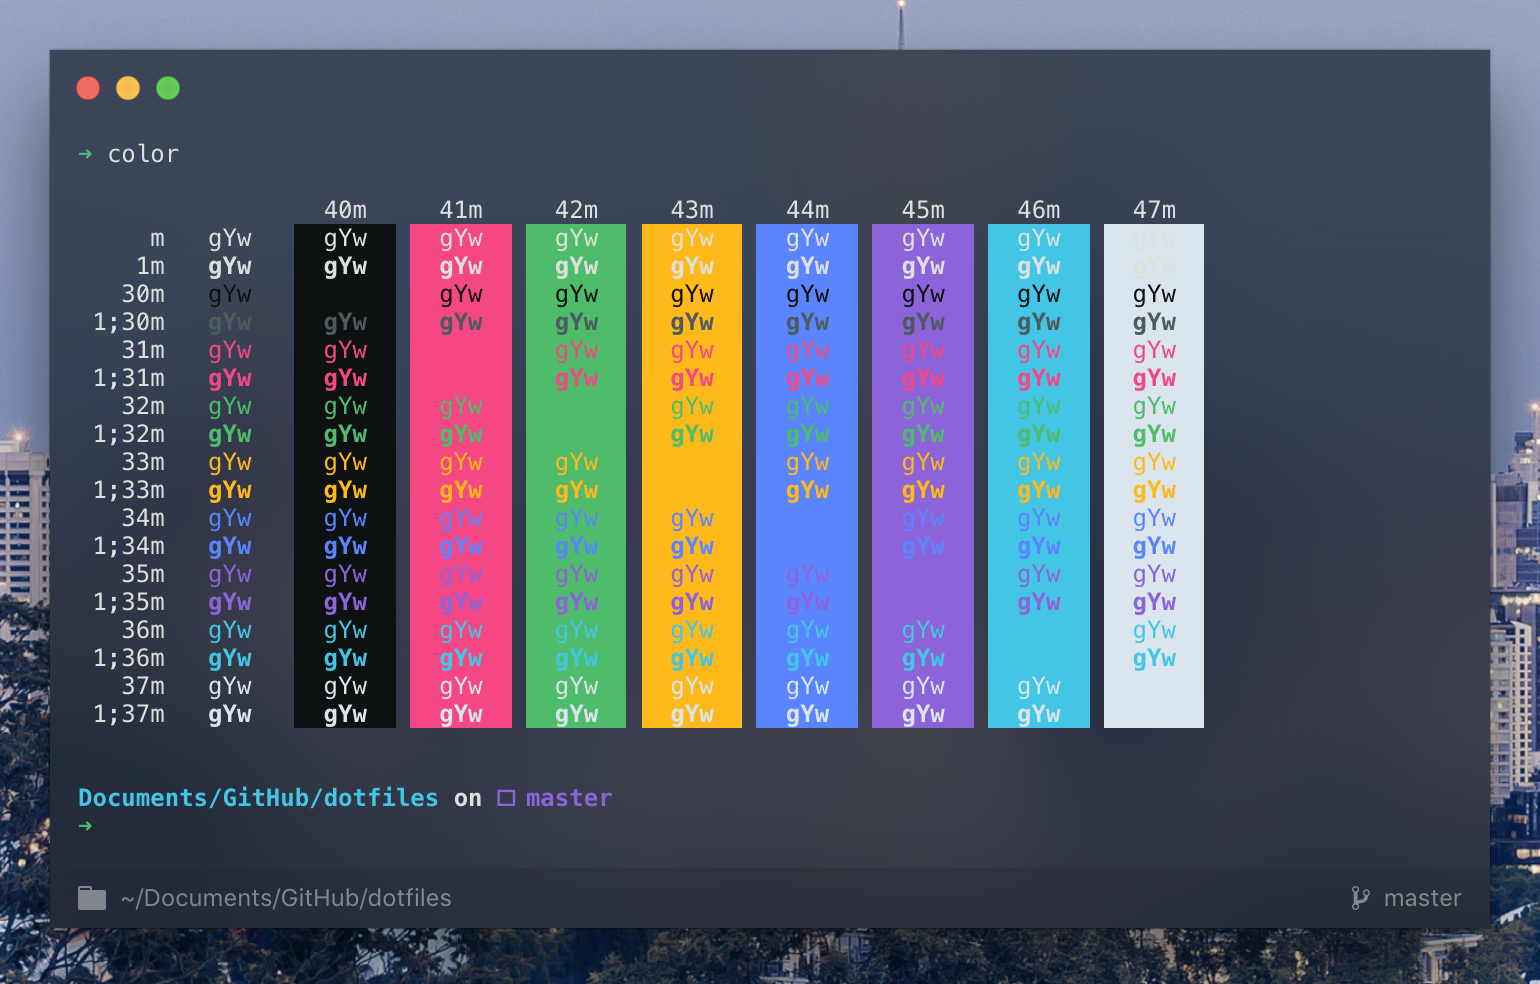 ➜ color
40m 41m 42m 43m 44m 45m 46m 47m
m gYw gYw gYw gYw gYw gYw gYw gYw gYw
1m gYw gYw gYw gYw gYw gYw gYw gYw gYw
30m gYw gYw gYw gYw gYw gYw gYw gYw
1;30m gYw gYw gYw gYw gYw gYw gYw gYw gYw
31m gYw gYw gYw gYw gYw gYw gYw gYw
1;31m gYw gYw gYw gYw gYw gYw gYw gYw
32m gYw gYw gYw gYw gYw gYw gYw gYw
1;32m gYw gYw gYw gYw gYw gYw gYw gYw
33m gYw gYw gYw gYw gYw gYw gYw gYw
1;33m gYw gYw gYw gYw gYw gYw gYw gYw
34m gYw gYw gYw gYw gYw gYw gYw gYw
1;34m gYw gYw gYw gYw gYw gYw gYw gYw
35m gYw gYw gYw gYw gYw gYw gYw gYw
1;35m gYw gYw gYw gYw gYw gYw gYw gYw
36m gYw gYw gYw gYw gYw gYw gYw gYw
1;36m gYw gYw gYw gYw gYw gYw gYw gYw
37m gYw gYw gYw gYw gYw gYw gYw gYw
1;37m gYw gYw gYw gYw gYw gYw gYw gYw
Documents/GitHub/dotfiles on □ master
➜
~/Documents/GitHub/dotfiles master